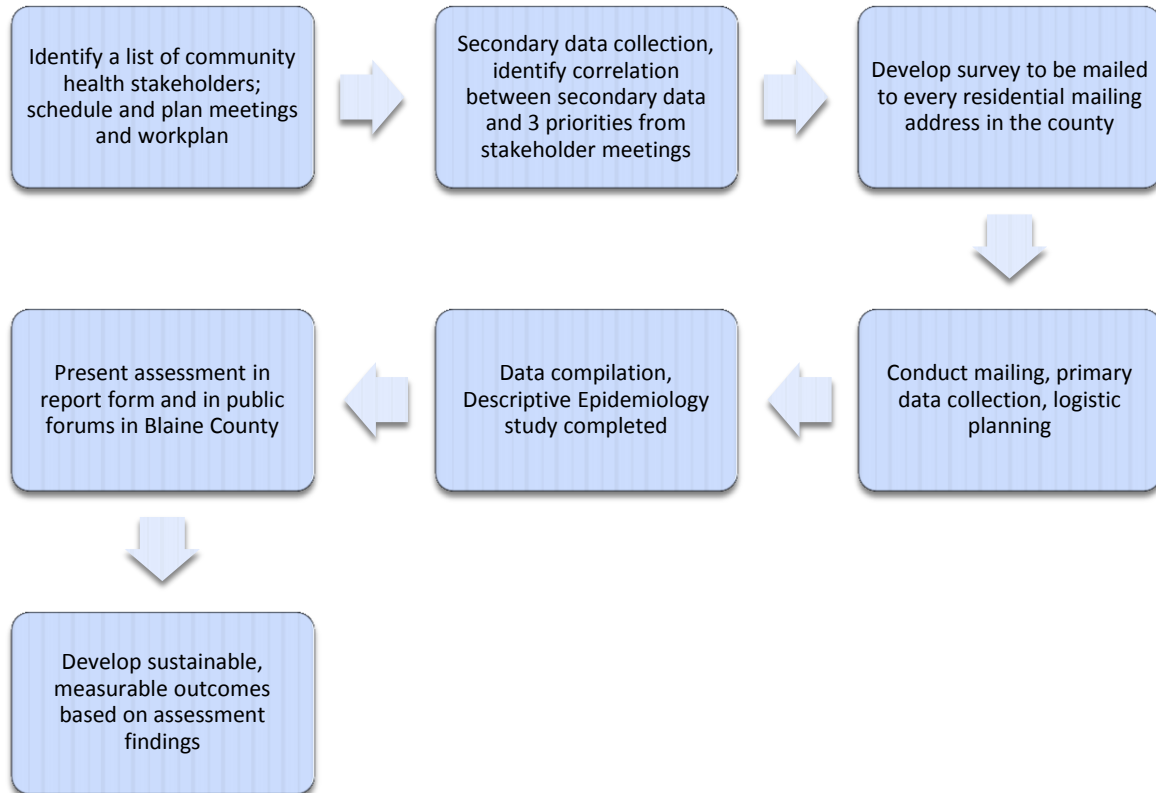 Identify a list of community
health stakeholders;
schedule and plan meetings
and workplan
Secondary data collection,
identify correlation
between secondary data
and 3 priorities from
stakeholder meetings
Develop survey to be mailed
to every residential mailing
address in the county
Conduct mailing, primary
data collection, logistic
planning
Data compilation,
Descriptive Epidemiology
study completed
Present assessment in
report form and in public
forums in Blaine County
Develop sustainable,
measurable outcomes
based on assessment
findings